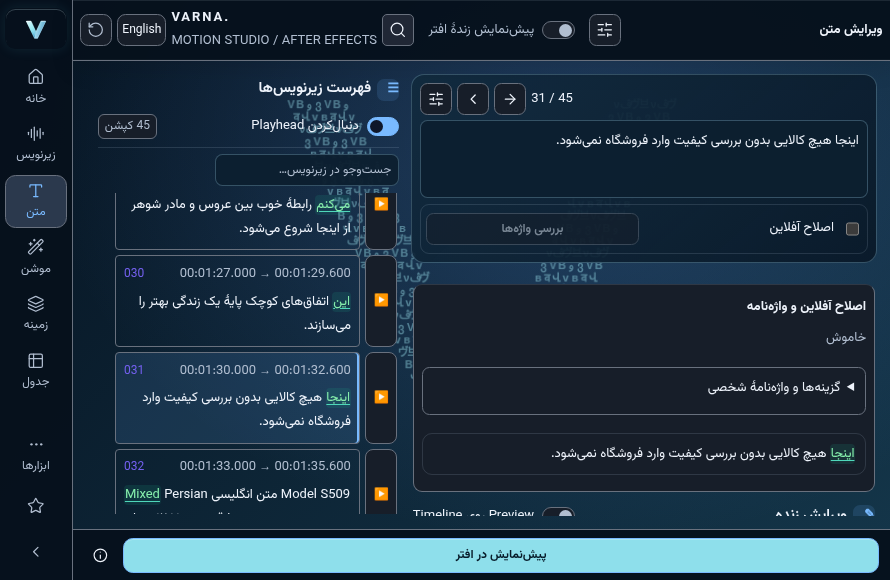 ویرایش متن
پیش‌نمایش زندهٔ افتر
VARNA.
MOTION STUDIO / AFTER EFFECTS
English
خانه
زیرنویس
متن
موشن
زمینه
جدول
ابزارها
31 / 45
اینجا هیچ کالایی بدون بررسی کیفیت وارد فروشگاه نمی‌شود.
اصلاح آفلاین
بررسی واژه‌ها
اصلاح آفلاین و واژه‌نامه
خاموش
گزینه‌ها و واژه‌نامهٔ شخصی
اینجا هیچ کالایی بدون بررسی کیفیت وارد فروشگاه نمی‌شود.
ویرایش زنده
Preview روی Timeline
فهرست زیرنویس‌ها
دنبال‌کردن Playhead
45 کپشن
جست‌وجو در زیرنویس...
می‌کنم رابطهٔ خوب بین عروس و مادر شوهر
از اینجا شروع می‌شود.
030 00:01:27.000 → 00:01:29.600
این اتفاق‌های کوچک پایهٔ یک زندگی بهتر را
می‌سازند.
031 00:01:30.000 → 00:01:32.600
اینجا هیچ کالایی بدون بررسی کیفیت وارد
فروشگاه نمی‌شود.
032 00:01:33.000 → 00:01:35.600
Mixed Persian متن انگلیسی Model S509
پیش‌نمایش در افتر